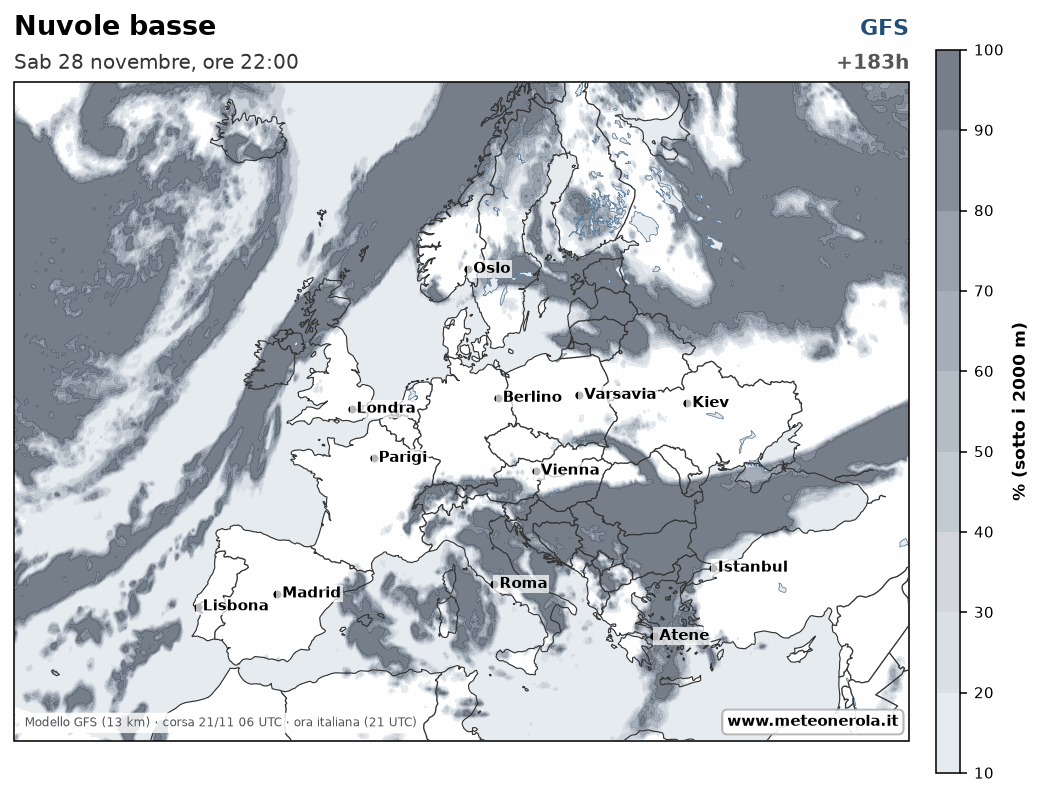 Nuvole basse
GFS
Sab 28 novembre, ore 22:00
+183h
Oslo
Londra
Berlino
Varsavia
Kiev
Parigi
Vienna
Madrid
Lisbona
Roma
Istanbul
Atene
Modello GFS (13 km) · corsa 21/11 06 UTC · ora italiana (21 UTC)
www.meteonerola.it
100
90
80
70
60
50
40
30
20
10
% (sotto i 2000 m)